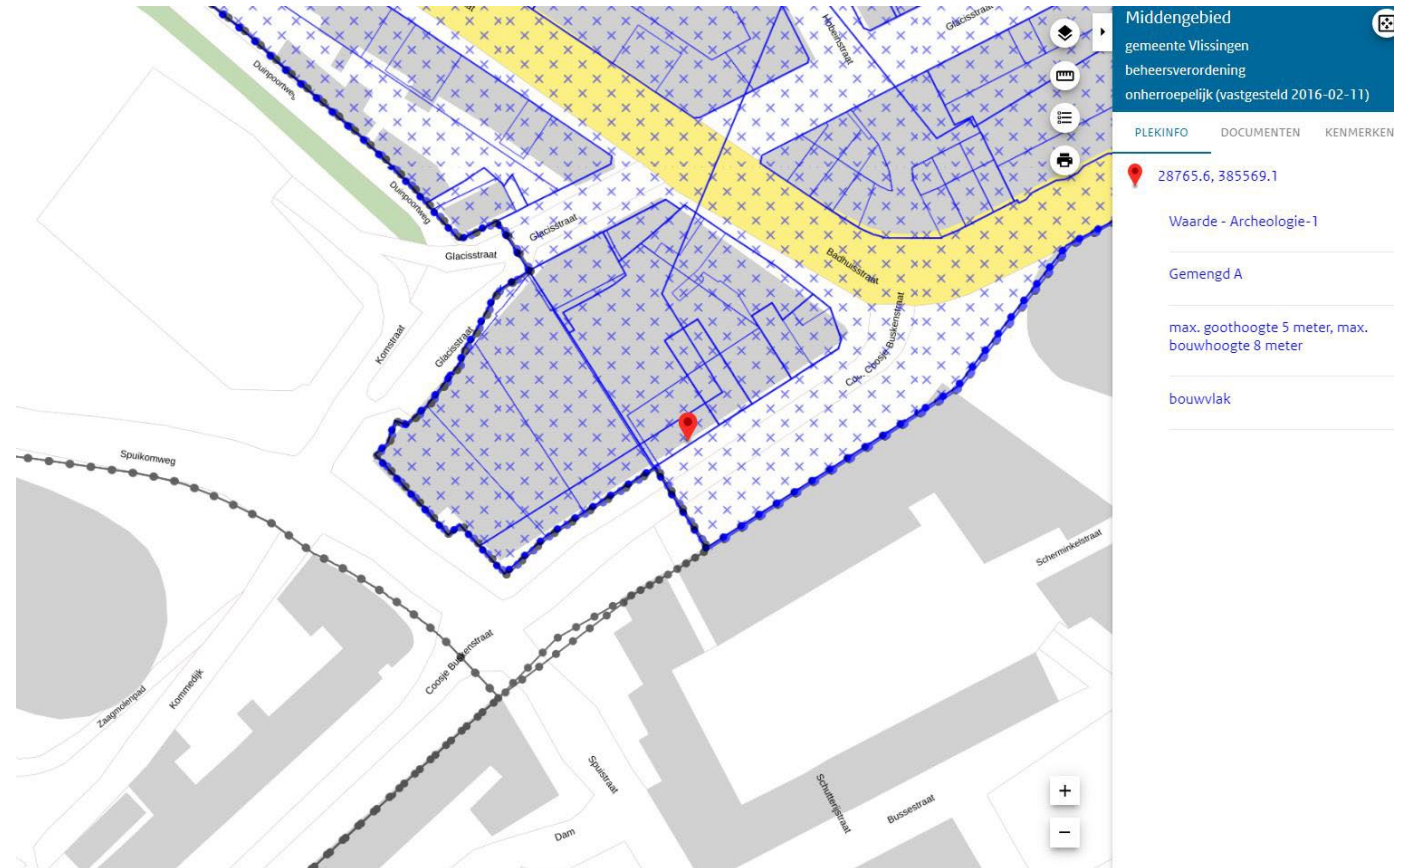 Middengebied
gemeente Vlissingen
beheersverordening
onherroepelijk (vastgesteld 2016-02-11)
PLEKINFO DOCUMENTEN KENMERKEN
28765.6, 385569.1
Waarde - Archeologie-1
Gemengd A
max. goothoogte 5 meter, max.
bouwhoogte 8 meter
bouwvlak
Glacisstraat
Hobeinstraat
Duinpoortweg
Duinpoortweg
Glacisstraat
Glacisstraat
Badhuisstraat
Komstraat
Glacisstraat
Coosje Buskenstraat
Spuikomweg
Scherminkelstraat
Coosje Buskenstraat
Kommedijk
Zaagmolenpad
Spuistraat
Schutterijstraat
Bussestraat
Dam
+
−